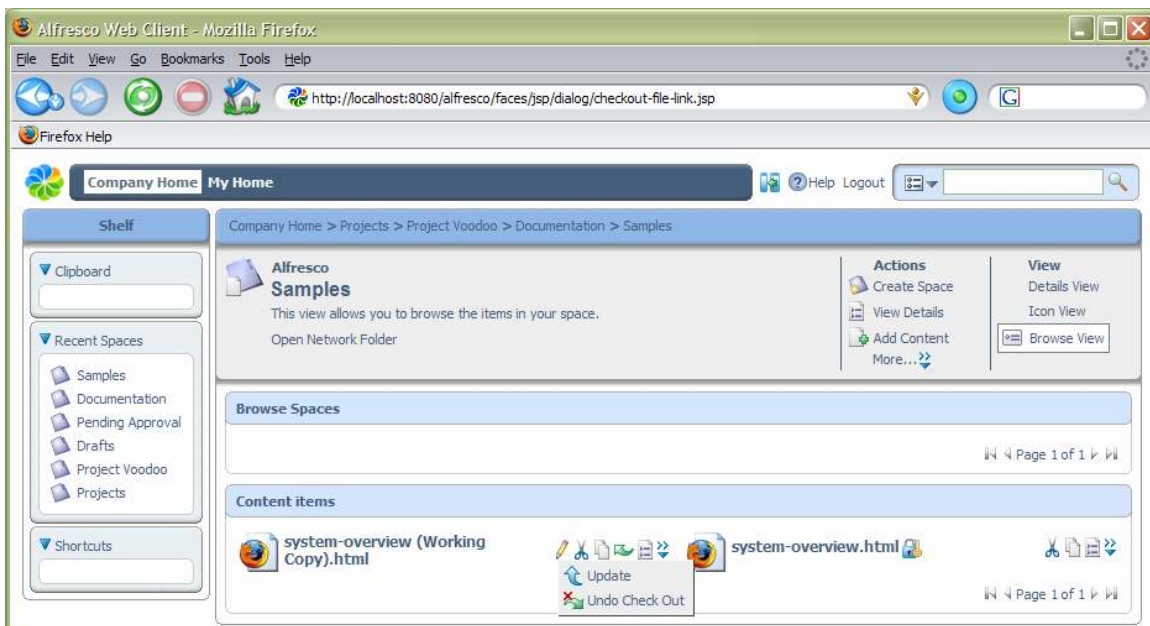 Alfresco Web Client - Mozilla Firefox
File Edit View Go Bookmarks Tools Help
http://localhost:8080/alfresco/faces/jsp/dialog/checkout-file-link.jsp
G
Firefox Help
Company Home My Home
Help Logout
Shelf
Company Home > Projects > Project Voodoo > Documentation > Samples
Clipboard
Recent Spaces
Samples
Documentation
Pending Approval
Drafts
Project Voodoo
Projects
Shortcuts
Alfresco
Samples
This view allows you to browse the items in your space.
Open Network Folder
Actions
Create Space
View Details
Add Content
More...
View
Details View
Icon View
Browse View
Browse Spaces
Page 1 of 1
Content items
system-overview (Working
Copy).html
Update
Undo Check Out
system-overview.html
Page 1 of 1